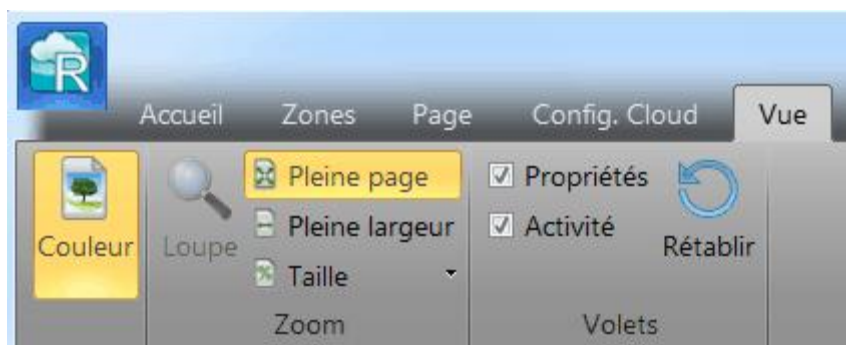 R
Accueil Zones Page Config. Cloud Vue
Couleur
Loupe
Pleine page
Pleine largeur
% Taille
Zoom
Propriétés
Activité
Rétablir
Volets